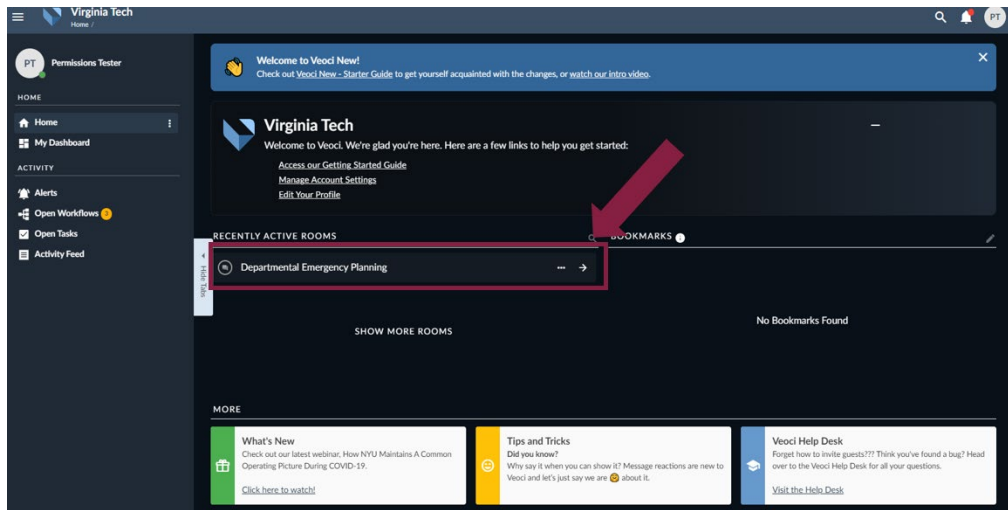 Virginia Tech
Home /
PT
PT
Permissions Tester
HOME
Home
My Dashboard
ACTIVITY
Alerts
Open Workflows 3
Open Tasks
Activity Feed
Hide Tabs
Welcome to Veoci New!
Check out Veoci New - Starter Guide to get yourself acquainted with the changes, or watch our intro video.
Virginia Tech
Welcome to Veoci. We're glad you're here. Here are a few links to help you get started:
Access our Getting Started Guide
Manage Account Settings
Edit Your Profile
RECENTLY ACTIVE ROOMS
Departmental Emergency Planning
SHOW MORE ROOMS
BOOKMARKS
No Bookmarks Found
MORE
What's New
Check out our latest webinar, How NYU Maintains A Common
Operating Picture During COVID-19.
Click here to watch!
Tips and Tricks
Did you know?
Why say it when you can show it? Message reactions are new to
Veoci and let's just say we are 😄 about it.
Veoci Help Desk
Forget how to invite guests??? Think you've found a bug? Head
over to the Veoci Help Desk for all your questions.
Visit the Help Desk